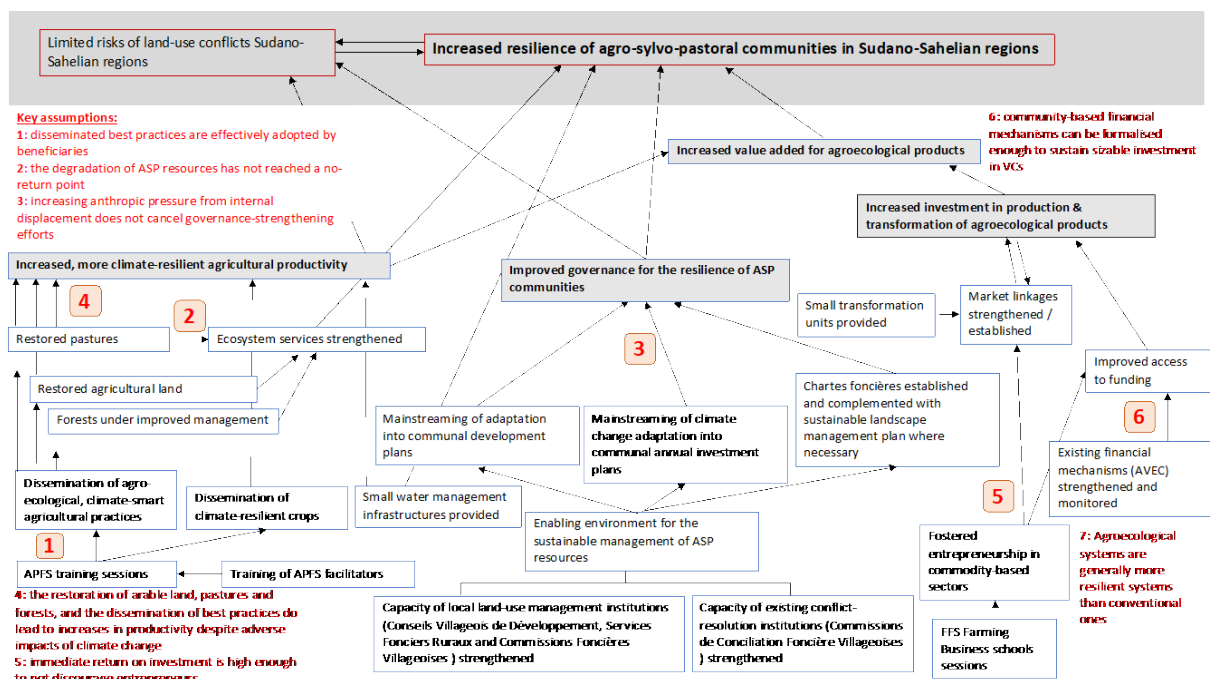 Limited risks of land-use conflicts Sudano-
Sahelian regions
Increased resilience of agro-sylvo-pastoral communities in Sudano-Sahelian regions
Key assumptions:
1: disseminated best practices are effectively adopted by
beneficiaries
2: the degradation of ASP resources has not reached a no-
return point
3: increasing anthropic pressure from internal
displacement does not cancel governance-strengthening
efforts
6: community-based financial
mechanisms can be formalised
enough to sustain sizable investment
in VCs
Increased value added for agroecological products
Increased investment in production &
transformation of agroecological products
Increased, more climate-resilient agricultural productivity
Improved governance for the resilience of ASP
communities
4
2
3
Small transformation
units provided
Market linkages
strengthened /
established
Restored pastures
Ecosystem services strengthened
Restored agricultural land
Forests under improved management
Improved access
to funding
Mainstreaming of adaptation
into communal development
plans
Mainstreaming of climate
change adaptation into
communal annual investment
plans
Chartes foncières established
and complemented with
sustainable landscape
management plan where
necessary
6
Existing financial
mechanisms (AVEC)
strengthened and
monitored
Dissemination of agro-
ecological, climate-smart
agricultural practices
Dissemination of
climate-resilient crops
Small water management
infrastructures provided
Enabling environment for the
sustainable management of ASP
resources
5
1
Fostered
entrepreneurship in
commodity-based
sectors
7: Agroecological
systems are
generally more
resilient systems
than conventional
ones
APFS training sessions
Training of APFS facilitators
4: the restoration of arable land, pastures and
forests, and the dissemination of best practices do
lead to increases in productivity despite adverse
impacts of climate change
5: immediate return on investment is high enough
to not discourage entrepreneurs
Capacity of local land-use management institutions
(Conseils Villageois de Développement, Services
Fonciers Ruraux and Commissions Foncières
Villageoises ) strengthened
Capacity of existing conflict-
resolution institutions (Commissions
de Conciliation Foncière Villageoises
) strengthened
FFS Farming
Business schools
sessions